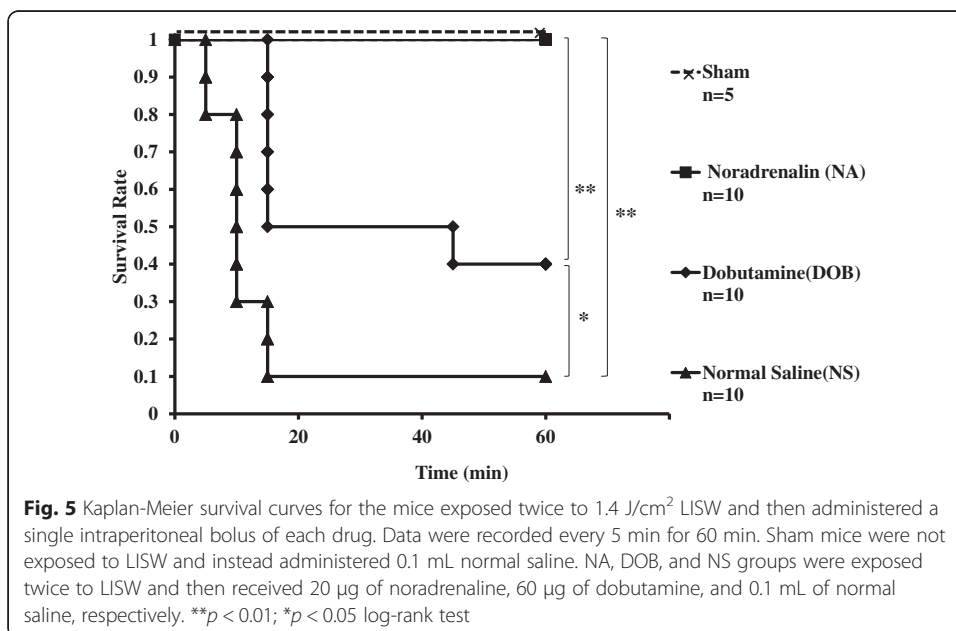 1
0.9
0.8
0.7
0.6
0.5
0.4
0.3
0.2
0.1
0
Survival Rate
0
20
40
60
Time (min)
**
**
*
Sham
n=5
Noradrenalin (NA)
n=10
Dobutamine(DOB)
n=10
Normal Saline(NS)
n=10
Fig. 5 Kaplan-Meier survival curves for the mice exposed twice to 1.4 J/cm² LISW and then administered a
single intraperitoneal bolus of each drug. Data were recorded every 5 min for 60 min. Sham mice were not
exposed to LISW and instead administered 0.1 mL normal saline. NA, DOB, and NS groups were exposed
twice to LISW and then received 20 μg of noradrenaline, 60 μg of dobutamine, and 0.1 mL of normal
saline, respectively. **p < 0.01; *p < 0.05 log-rank test